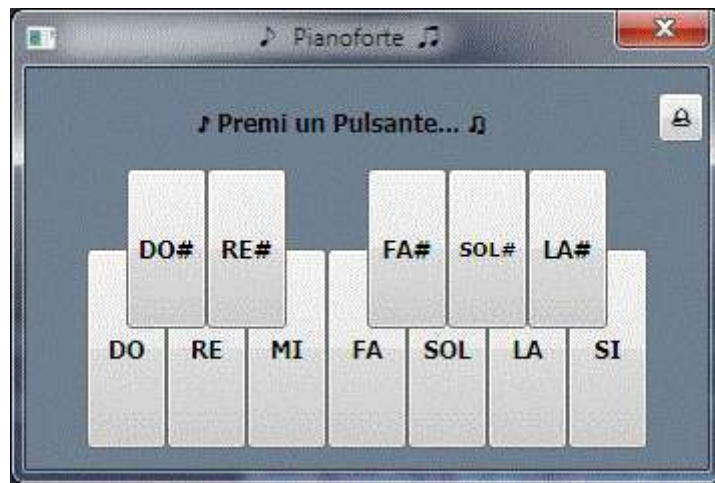 ♪ Pianoforte ♫
♪ Premi un Pulsante... ♫
DO# RE# FA# SOL# LA#
DO RE MI FA SOL LA SI